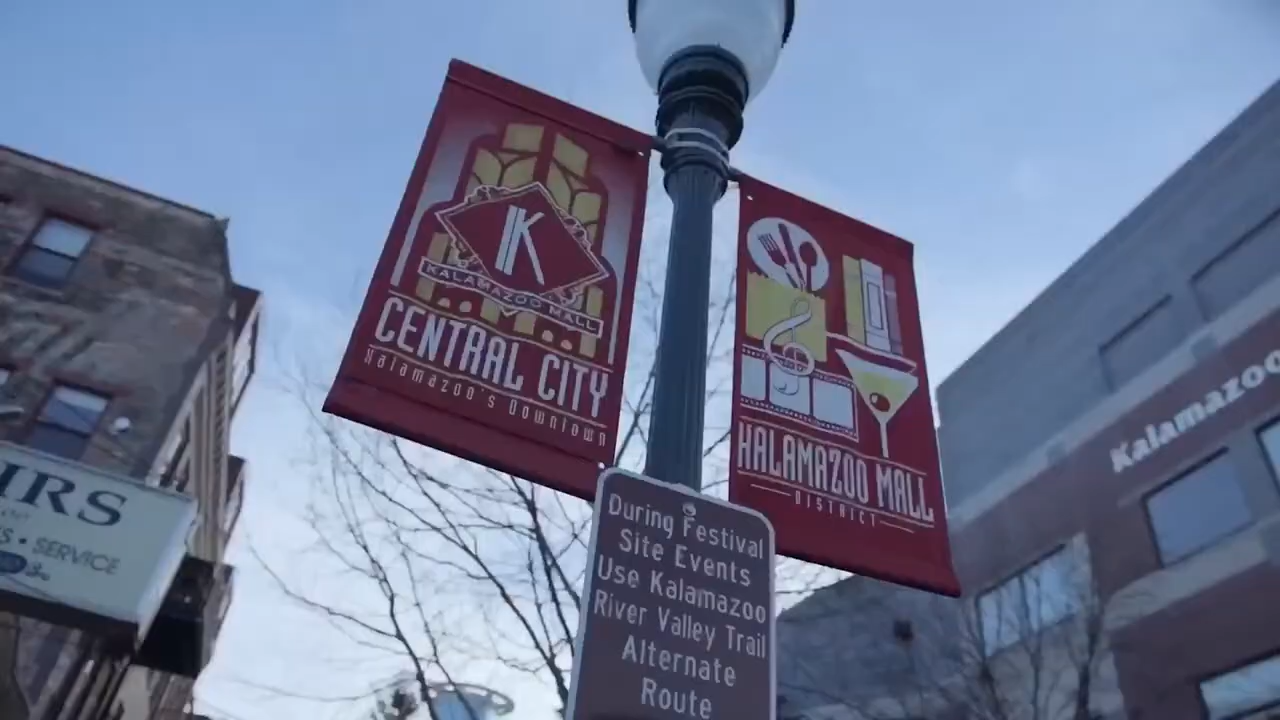 K
KALAMAZOO MALL
CENTRAL CITY
Kalamazoo's Downtown
KALAMAZOO MALL
DISTRICT
During Festival
Site Events
Use Kalamazoo
River Valley Trail
Alternate
Route
IRS
• SERVICE
Kalamazoo